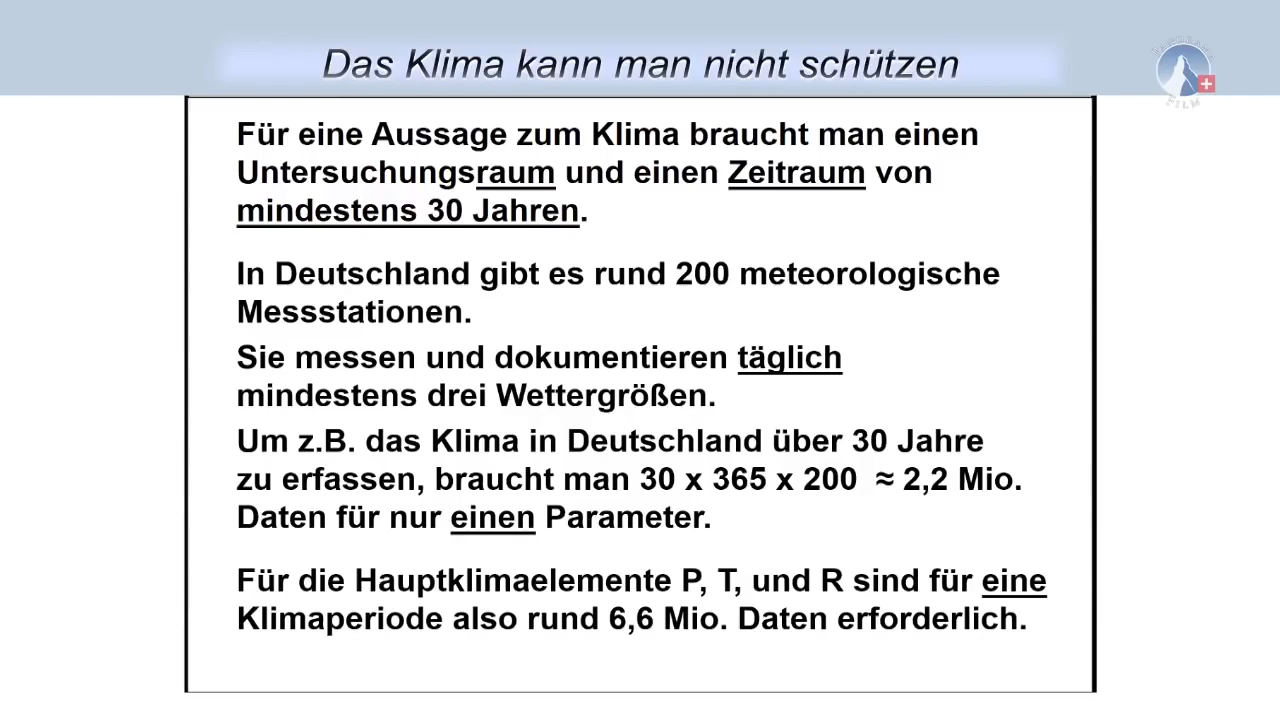 Das Klima kann man nicht schützen
Für eine Aussage zum Klima braucht man einen
Untersuchungsraum und einen Zeitraum von
mindestens 30 Jahren.
In Deutschland gibt es rund 200 meteorologische
Messstationen.
Sie messen und dokumentieren täglich
mindestens drei Wettergrößen.
Um z.B. das Klima in Deutschland über 30 Jahre
zu erfassen, braucht man 30 x 365 x 200 ≈ 2,2 Mio.
Daten für nur einen Parameter.
Für die Hauptklimaelemente P, T, und R sind für eine
Klimaperiode also rund 6,6 Mio. Daten erforderlich.
FILM